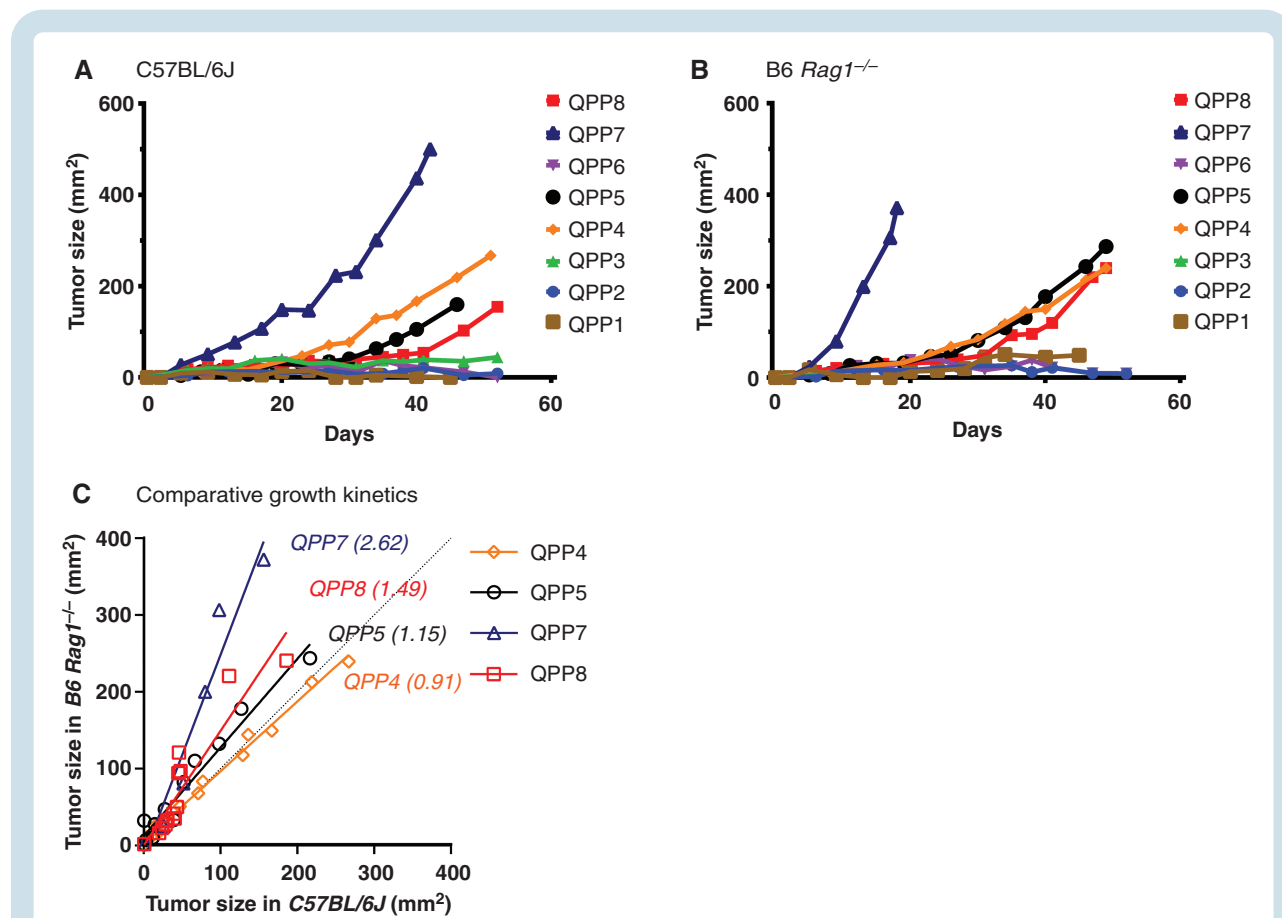 A C57BL/6J
600
400
200
0
Tumor size (mm²)
0 20 40 60
Days
QPP8
QPP7
QPP6
QPP5
QPP4
QPP3
QPP2
QPP1
B B6 Rag1⁻/⁻
600
400
200
0
Tumor size (mm²)
0 20 40 60
Days
QPP8
QPP7
QPP6
QPP5
QPP4
QPP3
QPP2
QPP1
C Comparative growth kinetics
400
300
200
100
0
Tumor size in B6 Rag1⁻/⁻ (mm²)
QPP7 (2.62)
QPP8 (1.49)
QPP5 (1.15)
QPP4 (0.91)
0 100 200 300 400
Tumor size in C57BL/6J (mm²)
QPP4
QPP5
QPP7
QPP8